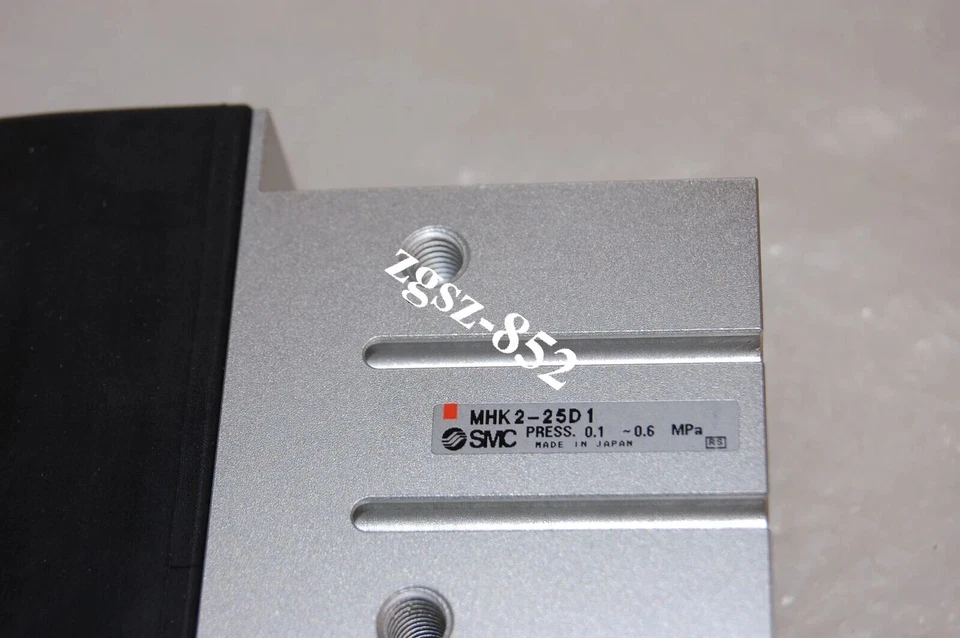 zgsz-852
MHK2-25D1
SMC PRESS. 0.1 ~0.6 MPa
MADE IN JAPAN RS